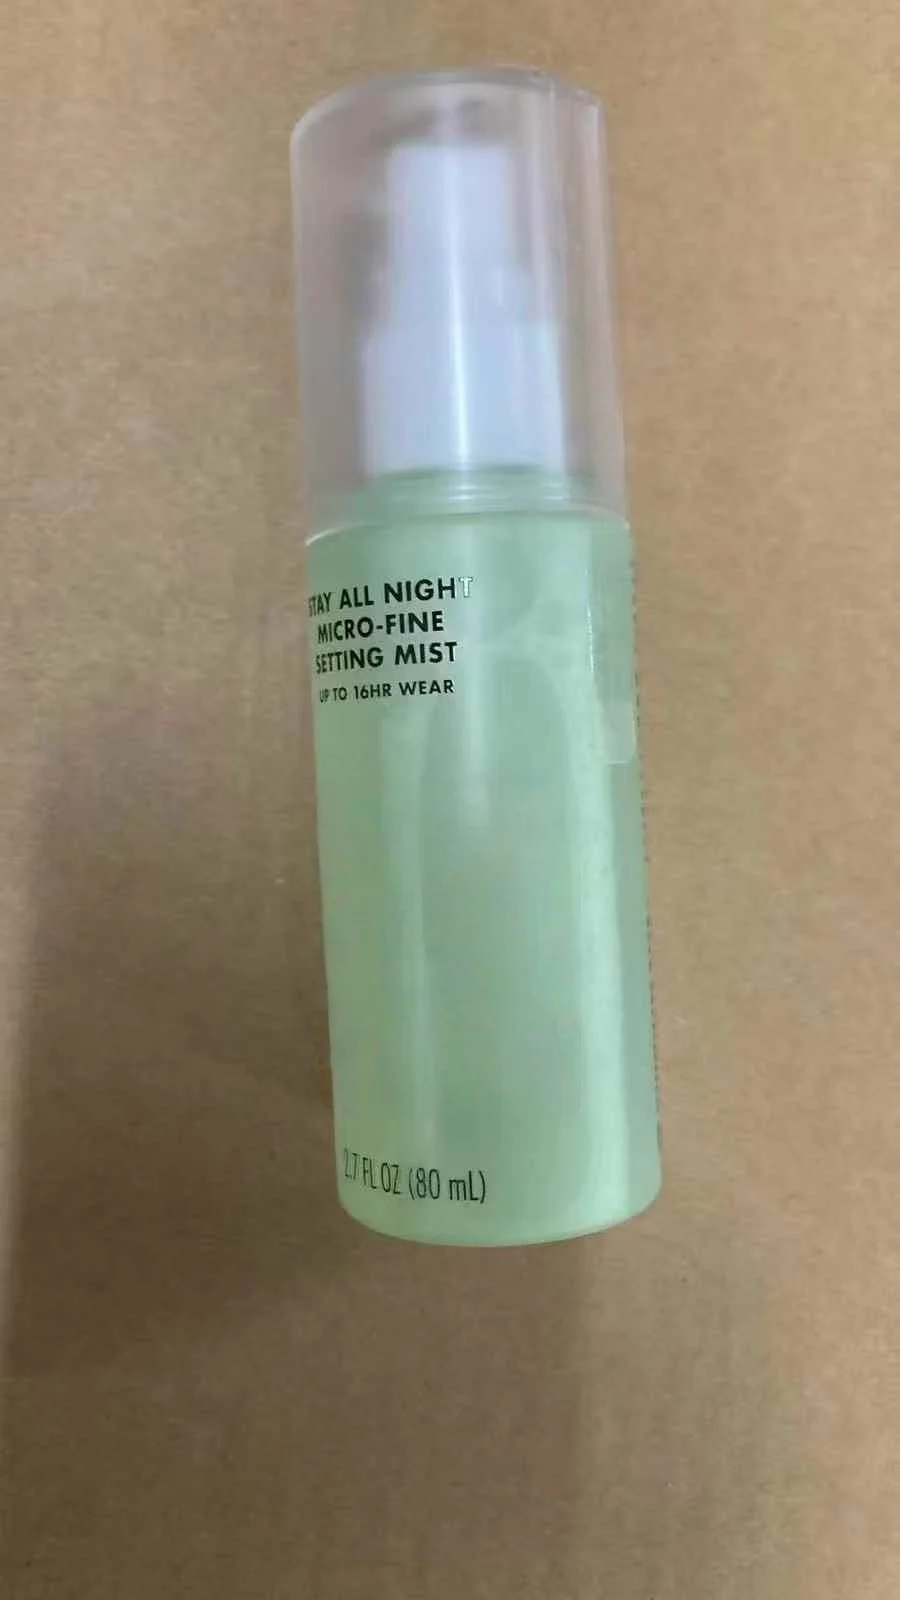 STAY ALL NIGHT
MICRO-FINE
SETTING MIST
UP TO 16HR WEAR
2.7 FL OZ (80 mL)